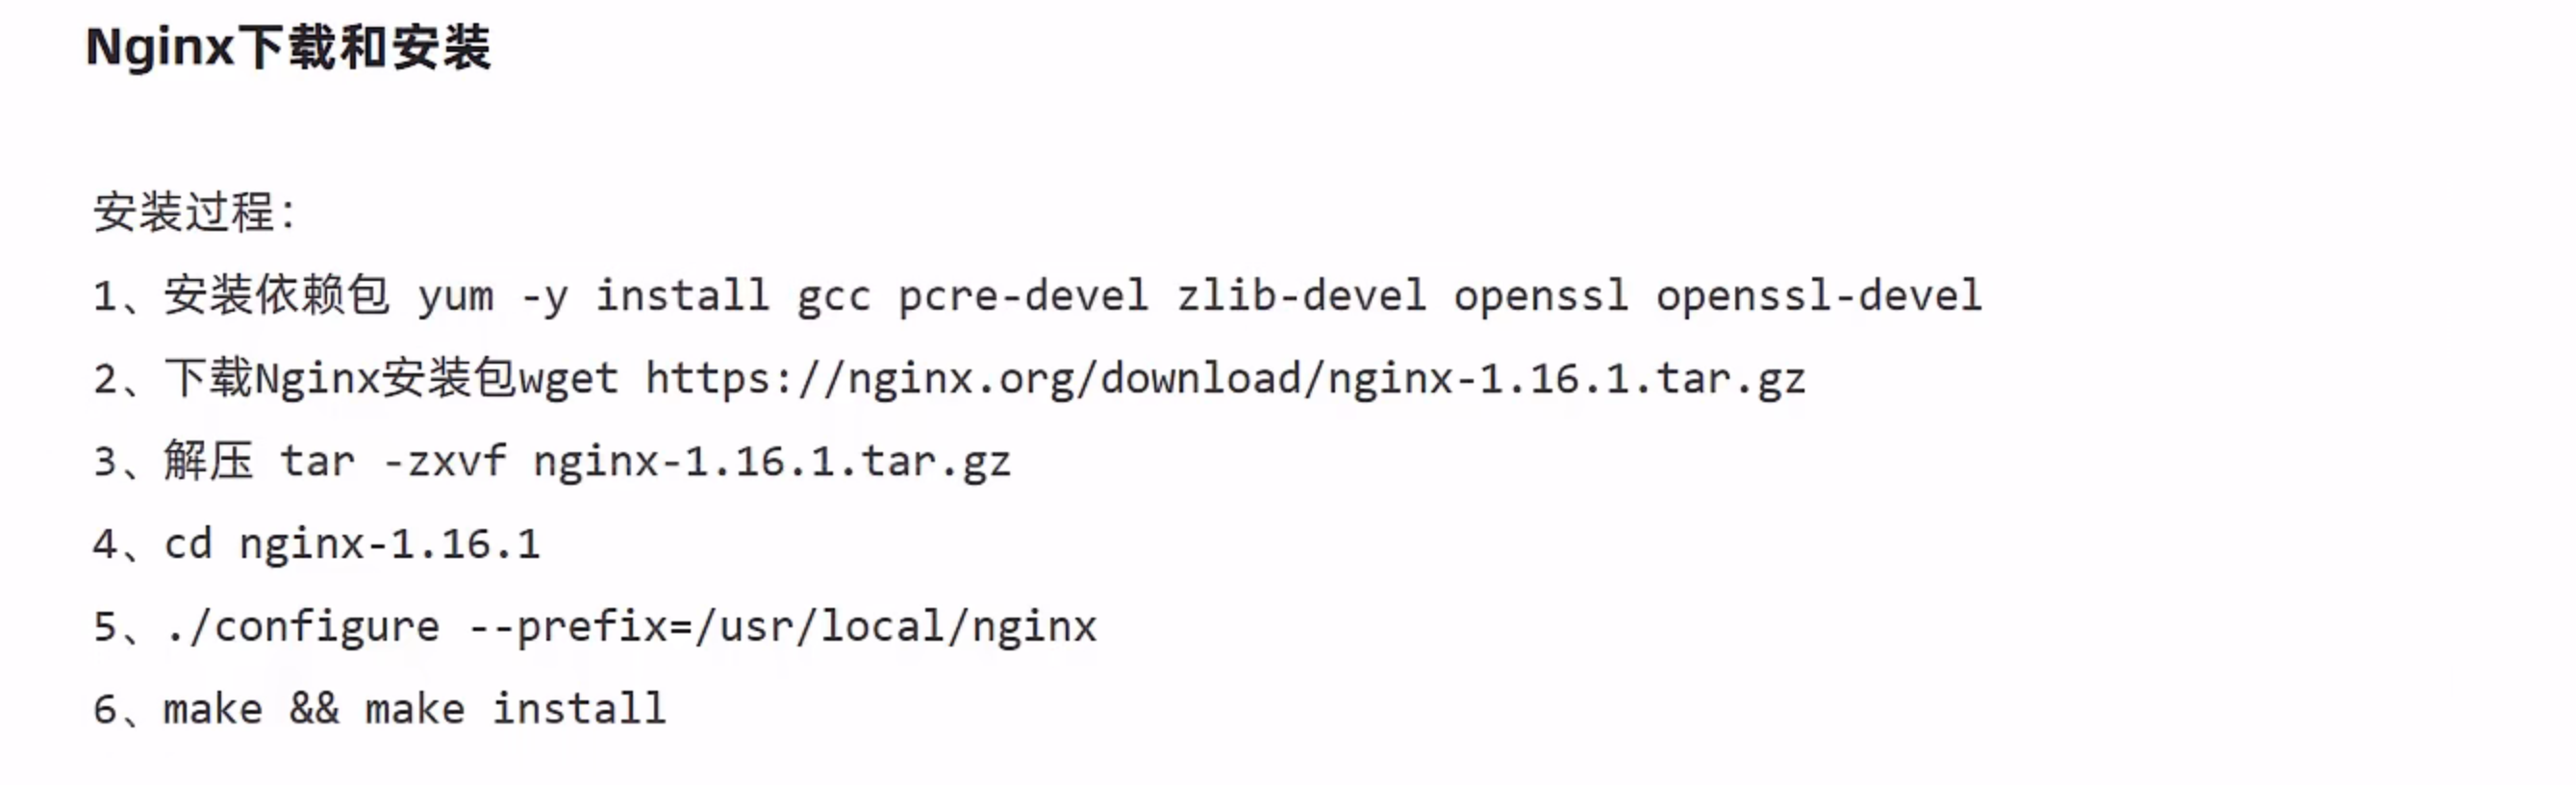 Nginx下载和安装
安装过程:
1、安装依赖包 yum -y install gcc pcre-devel zlib-devel openssl openssl-devel
2、下载Nginx安装包wget https://nginx.org/download/nginx-1.16.1.tar.gz
3、解压 tar -zxvf nginx-1.16.1.tar.gz
4、cd nginx-1.16.1
5、./configure --prefix=/usr/local/nginx
6、make && make install